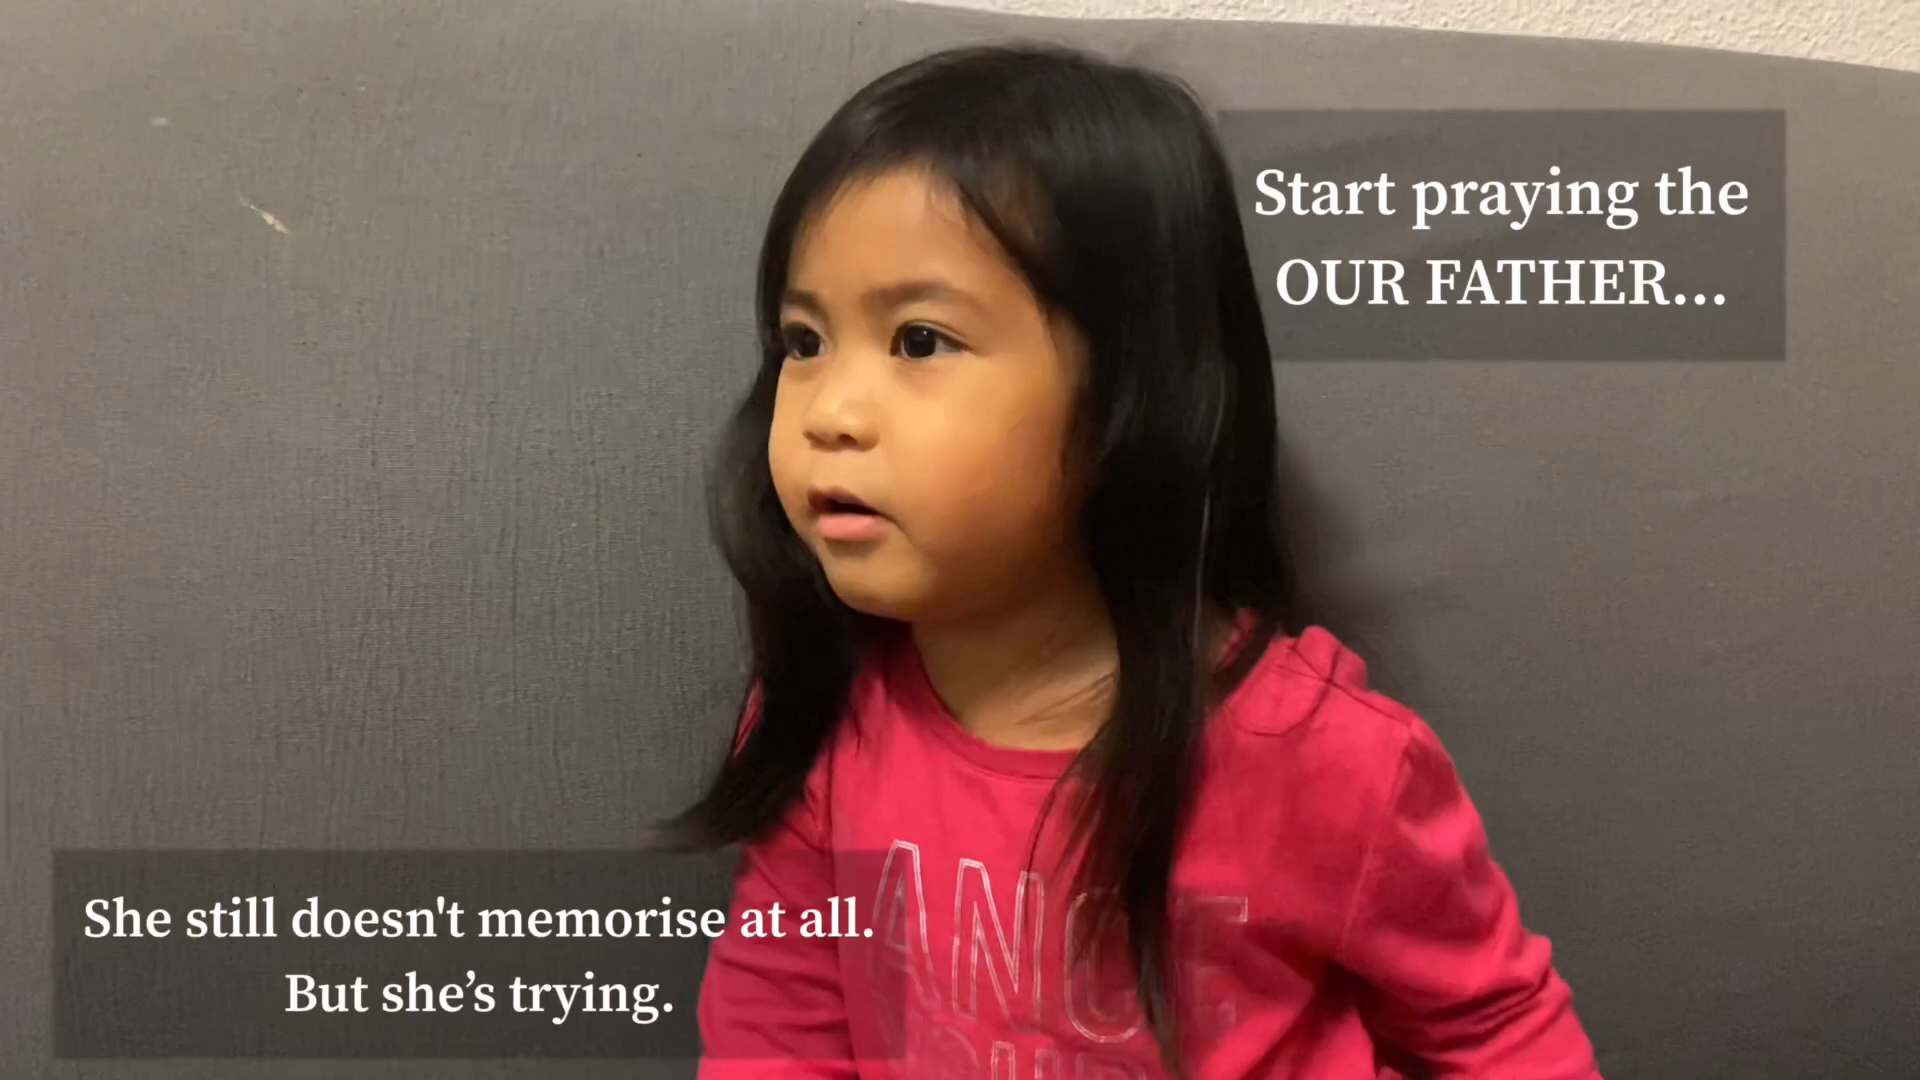 Start praying the
OUR FATHER...
She still doesn't memorise at all.
But she’s trying.